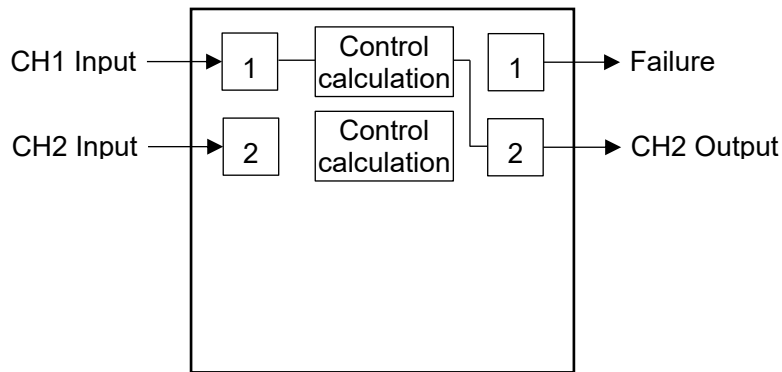 CH1 Input
1
Control
calculation
1
Failure
CH2 Input
2
Control
calculation
2
CH2 Output